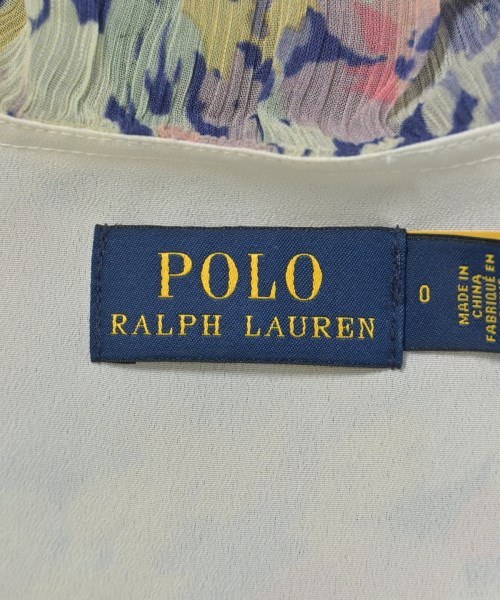 POLO
RALPH LAUREN
0
MADE IN
CHINA
FABRIQUÉ EN